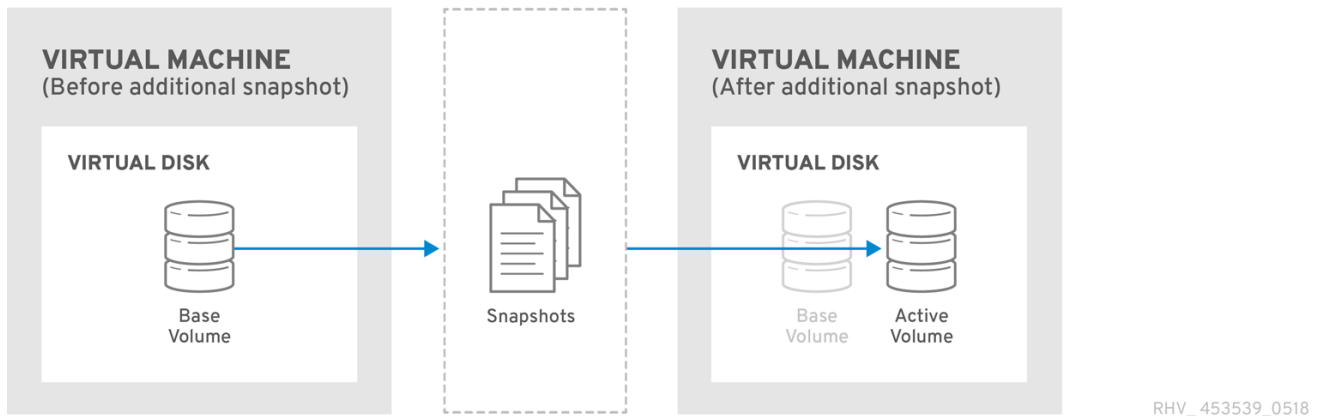 VIRTUAL MACHINE
(Before additional snapshot)
VIRTUAL DISK
Base
Volume
Snapshots
VIRTUAL MACHINE
(After additional snapshot)
VIRTUAL DISK
Base
Volume
Active
Volume
RHV_453539_0518